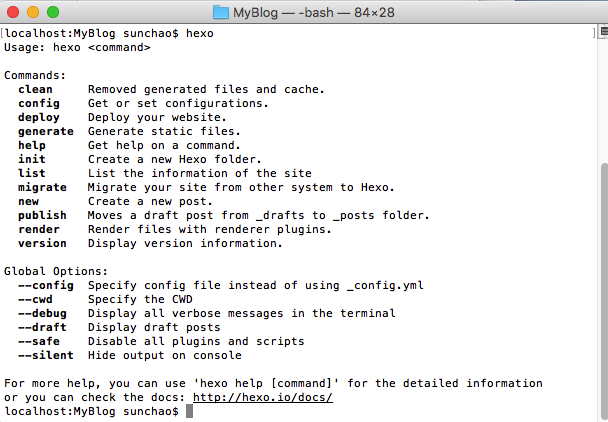 MyBlog — -bash — 84×28
[localhost:MyBlog sunchao$ hexo ]
Usage: hexo <command>
Commands:
clean Removed generated files and cache.
config Get or set configurations.
deploy Deploy your website.
generate Generate static files.
help Get help on a command.
init Create a new Hexo folder.
list List the information of the site
migrate Migrate your site from other system to Hexo.
new Create a new post.
publish Moves a draft post from _drafts to _posts folder.
render Render files with renderer plugins.
version Display version information.
Global Options:
--config Specify config file instead of using _config.yml
--cwd Specify the CWD
--debug Display all verbose messages in the terminal
--draft Display draft posts
--safe Disable all plugins and scripts
--silent Hide output on console
For more help, you can use 'hexo help [command]' for the detailed information
or you can check the docs: http://hexo.io/docs/
localhost:MyBlog sunchao$